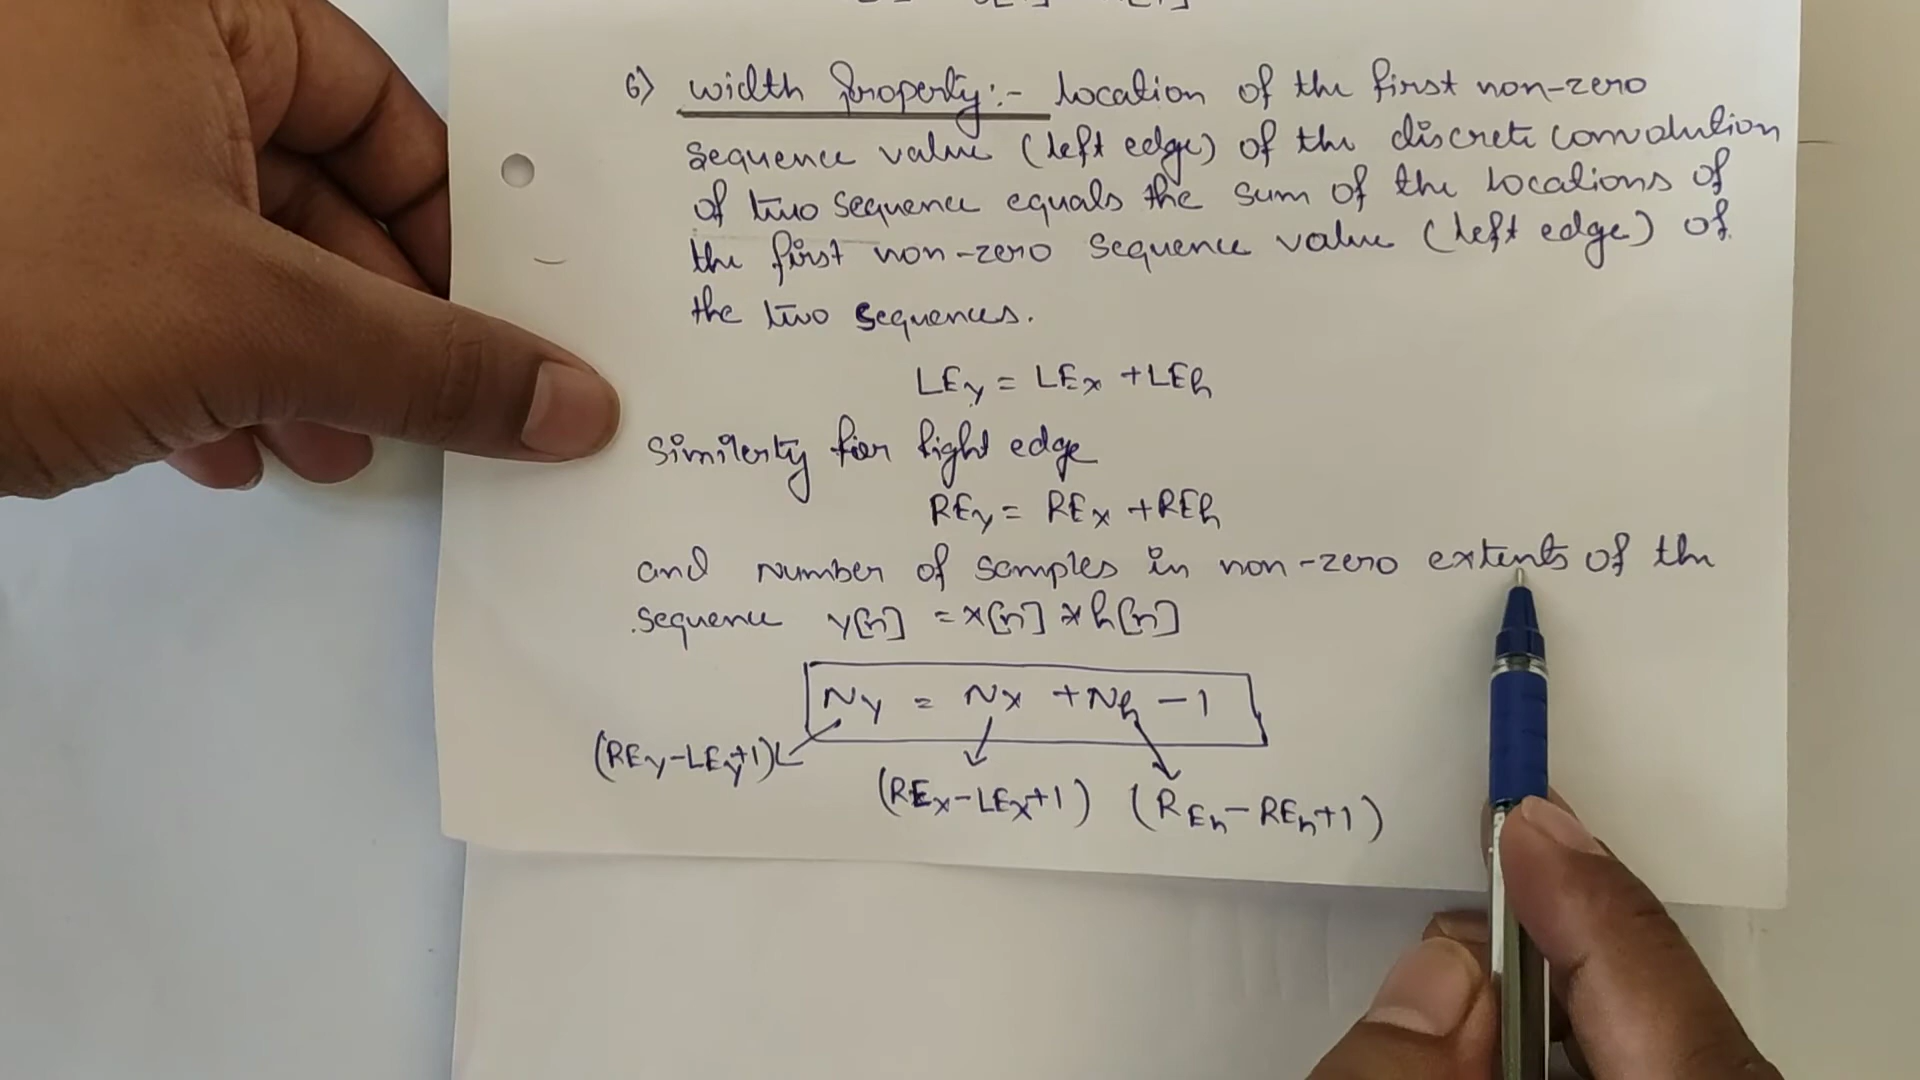 6) width property:- location of the first non-zero
sequence value (left edge) of the discrete convolution
of two sequence equals the sum of the locations of
the first non-zero sequence value (left edge) of
the two sequences.
LEy = LEx + LEh
Similerty for Right edge
REy = REx + REh
and number of samples in non-zero extents of the
sequence y[n] = x[n] * h[n]
Ny = Nx + Nh - 1
(REy-LEy+1)
(REx-LEx+1) (REh-REh+1)